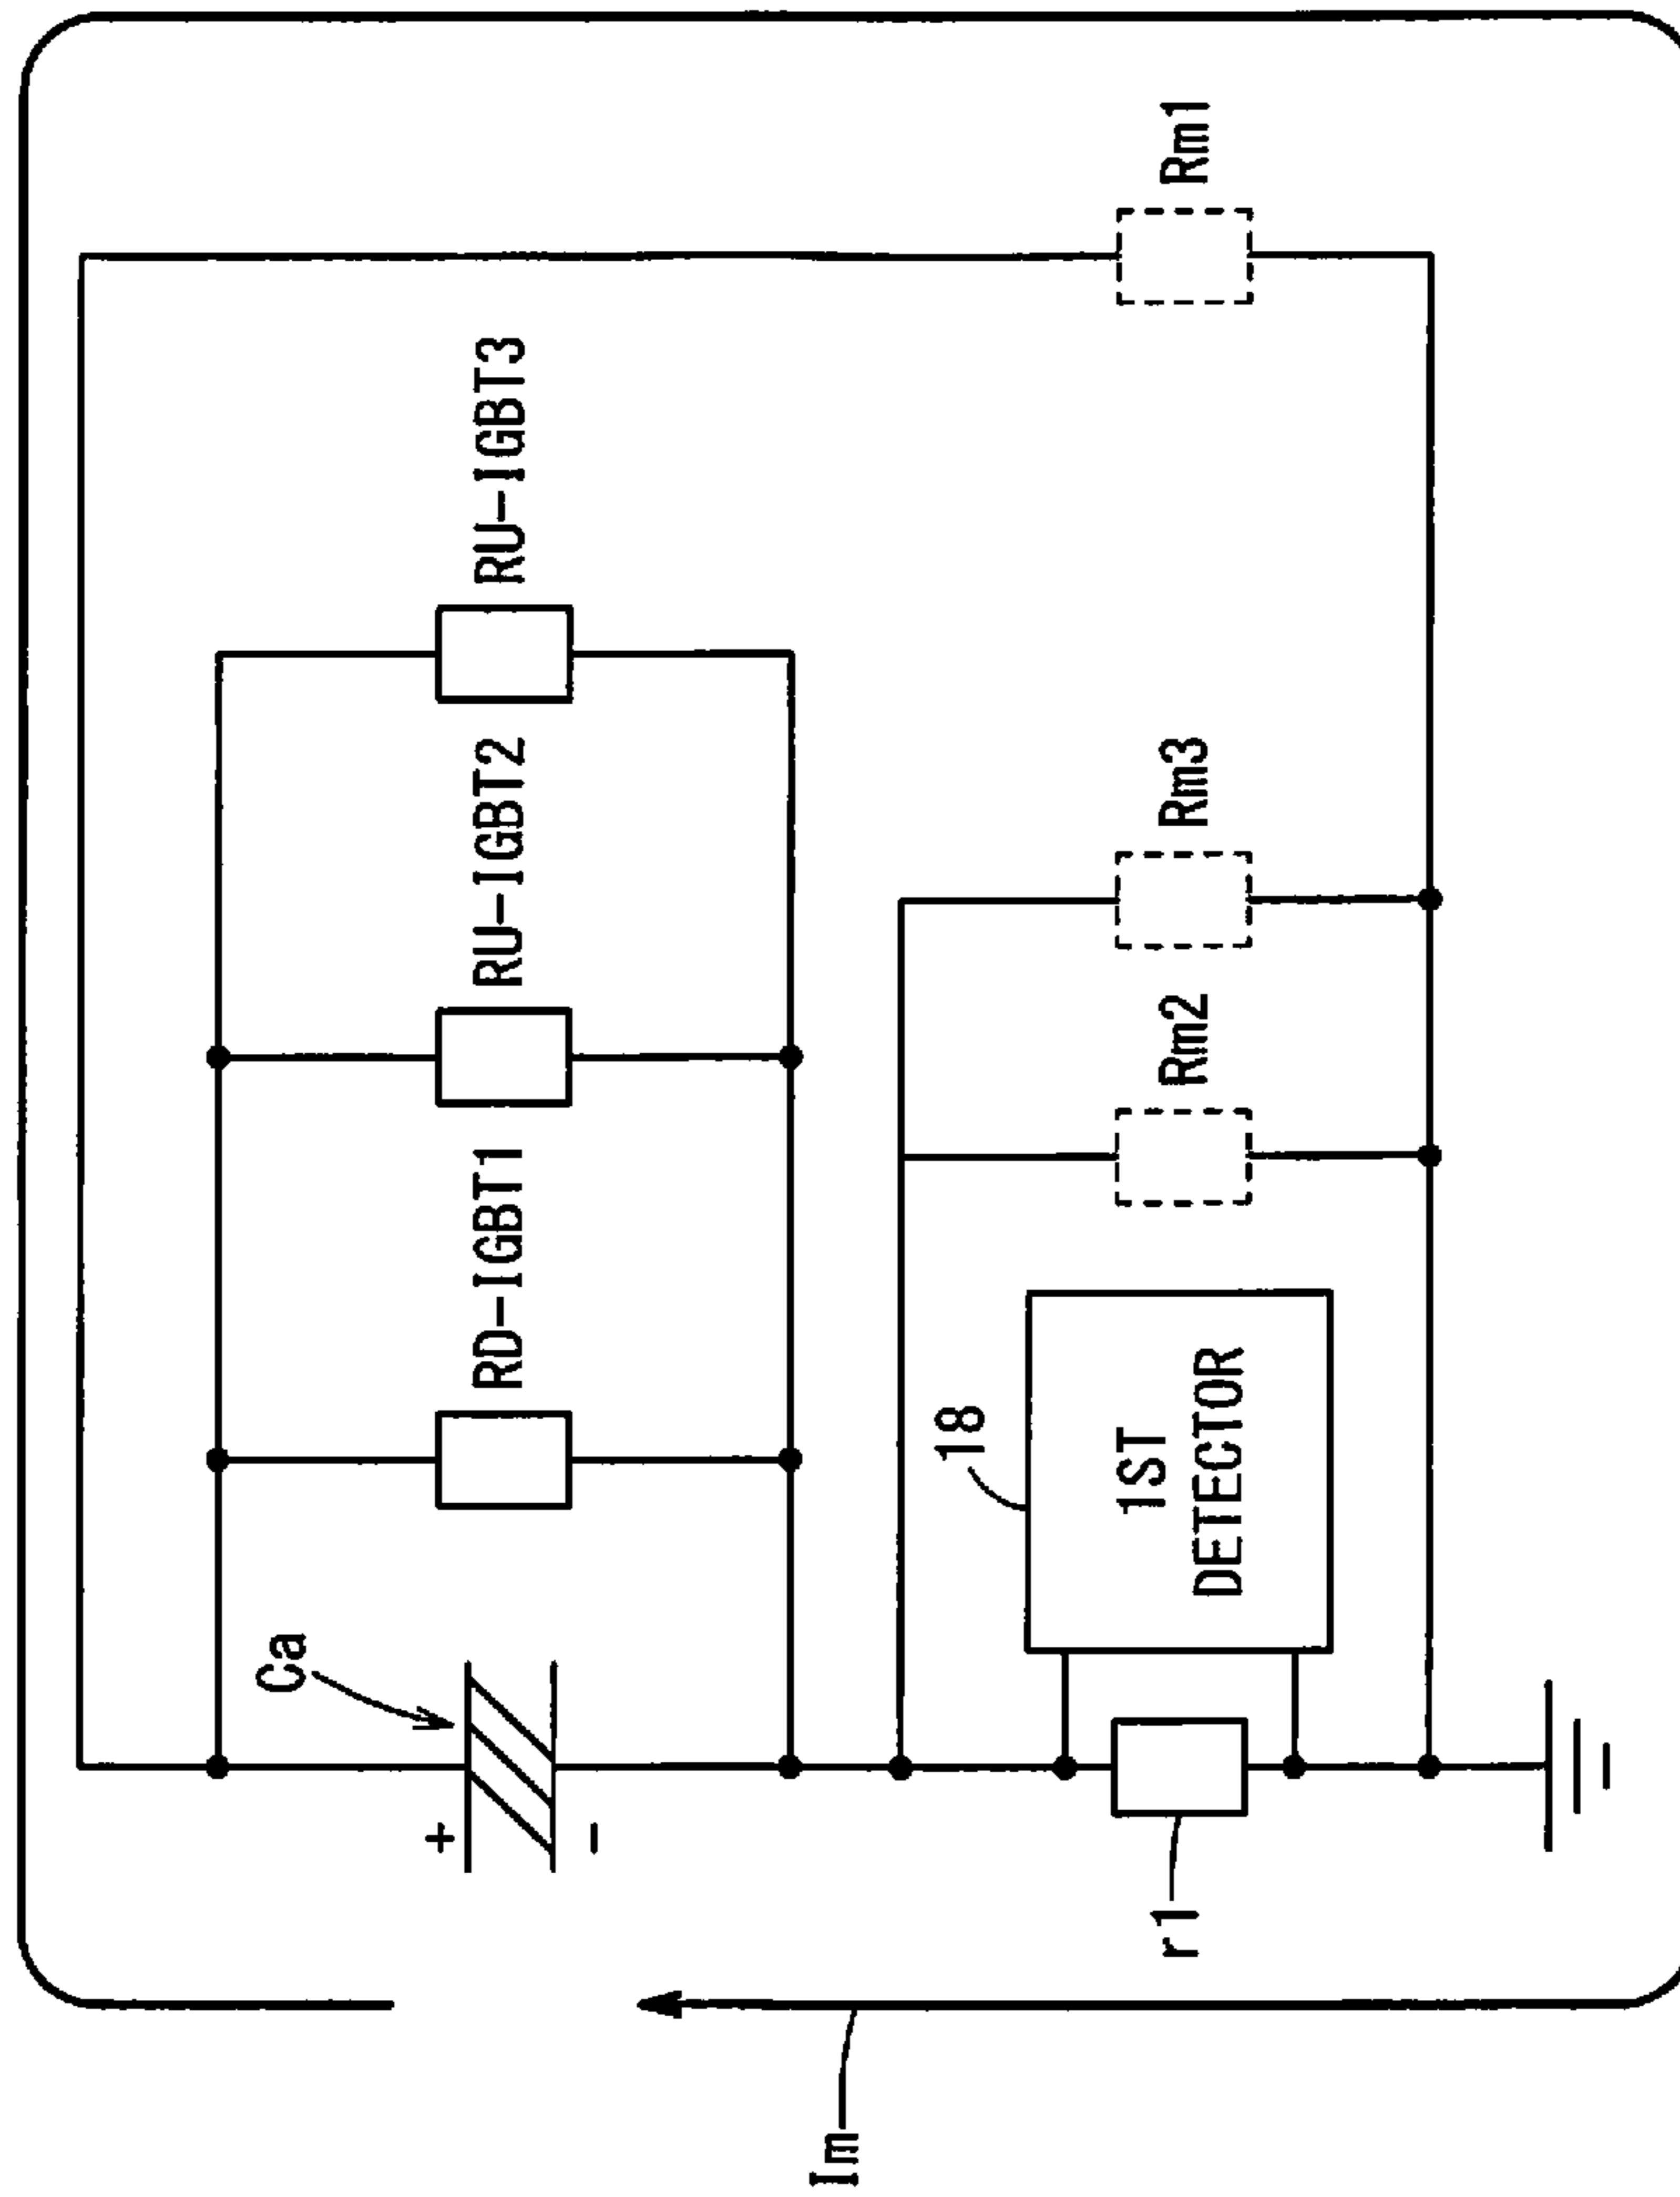 Im
Ca
+
−
RD-IGBT1
RU-IGBT2
RU-IGBT3
r1
18
1ST
DETECTOR
Rm2
Rm3
Rm1